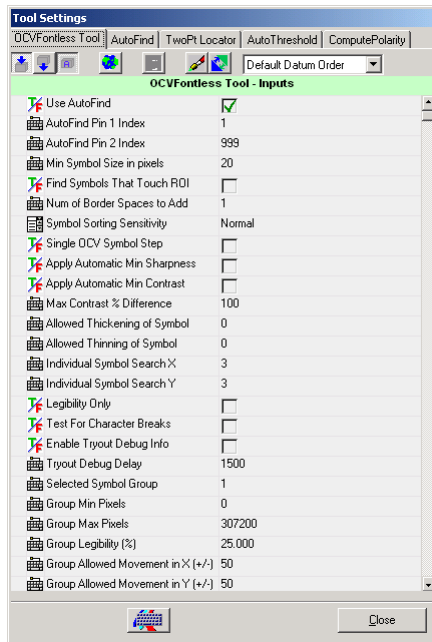 Tool Settings
OCVFontless Tool AutoFind TwoPt Locator AutoThreshold ComputePolarity
Default Datum Order
OCVFontless Tool - Inputs
Use AutoFind
AutoFind Pin 1 Index 1
AutoFind Pin 2 Index 999
Min Symbol Size in pixels 20
Find Symbols That Touch ROI
Num of Border Spaces to Add 1
Symbol Sorting Sensitivity Normal
Single OCV Symbol Step
Apply Automatic Min Sharpness
Apply Automatic Min Contrast
Max Contrast % Difference 100
Allowed Thickening of Symbol 0
Allowed Thinning of Symbol 0
Individual Symbol Search X 3
Individual Symbol Search Y 3
Legibility Only
Test For Character Breaks
Enable Tryout Debug Info
Tryout Debug Delay 1500
Selected Symbol Group 1
Group Min Pixels 0
Group Max Pixels 307200
Group Legibility (%) 25.000
Group Allowed Movement in X (+/-) 50
Group Allowed Movement in Y (+/-) 50
Close